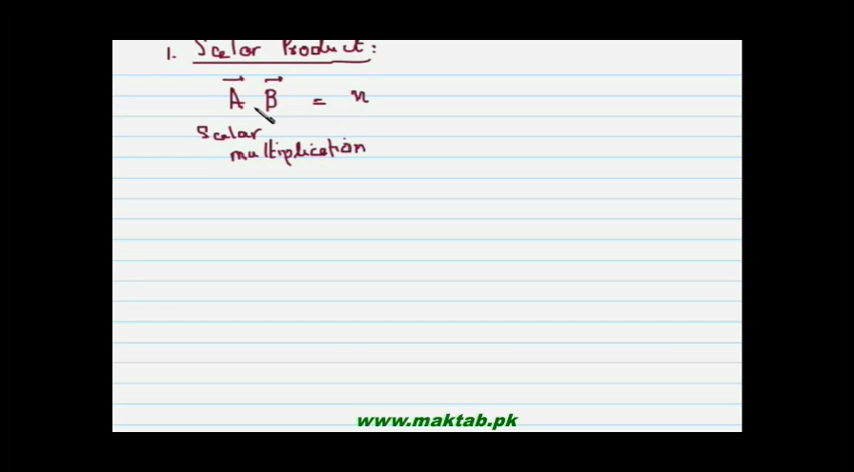 1. Scalar Product:
A⃗ B⃗ = n
Scalar
multiplication
www.maktab.pk